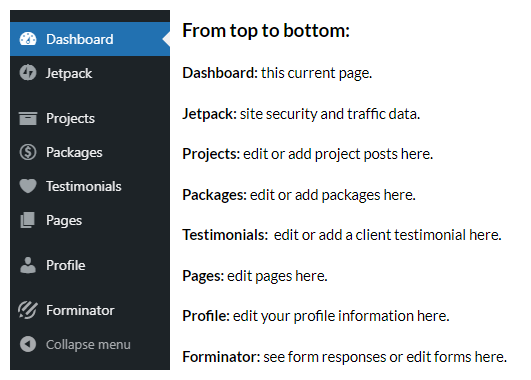 Dashboard
Jetpack
Projects
Packages
Testimonials
Pages
Profile
Forminator
Collapse menu
From top to bottom:
Dashboard: this current page.
Jetpack: site security and traffic data.
Projects: edit or add project posts here.
Packages: edit or add packages here.
Testimonials:  edit or add a client testimonial here.
Pages: edit pages here.
Profile: edit your profile information here.
Forminator: see form responses or edit forms here.